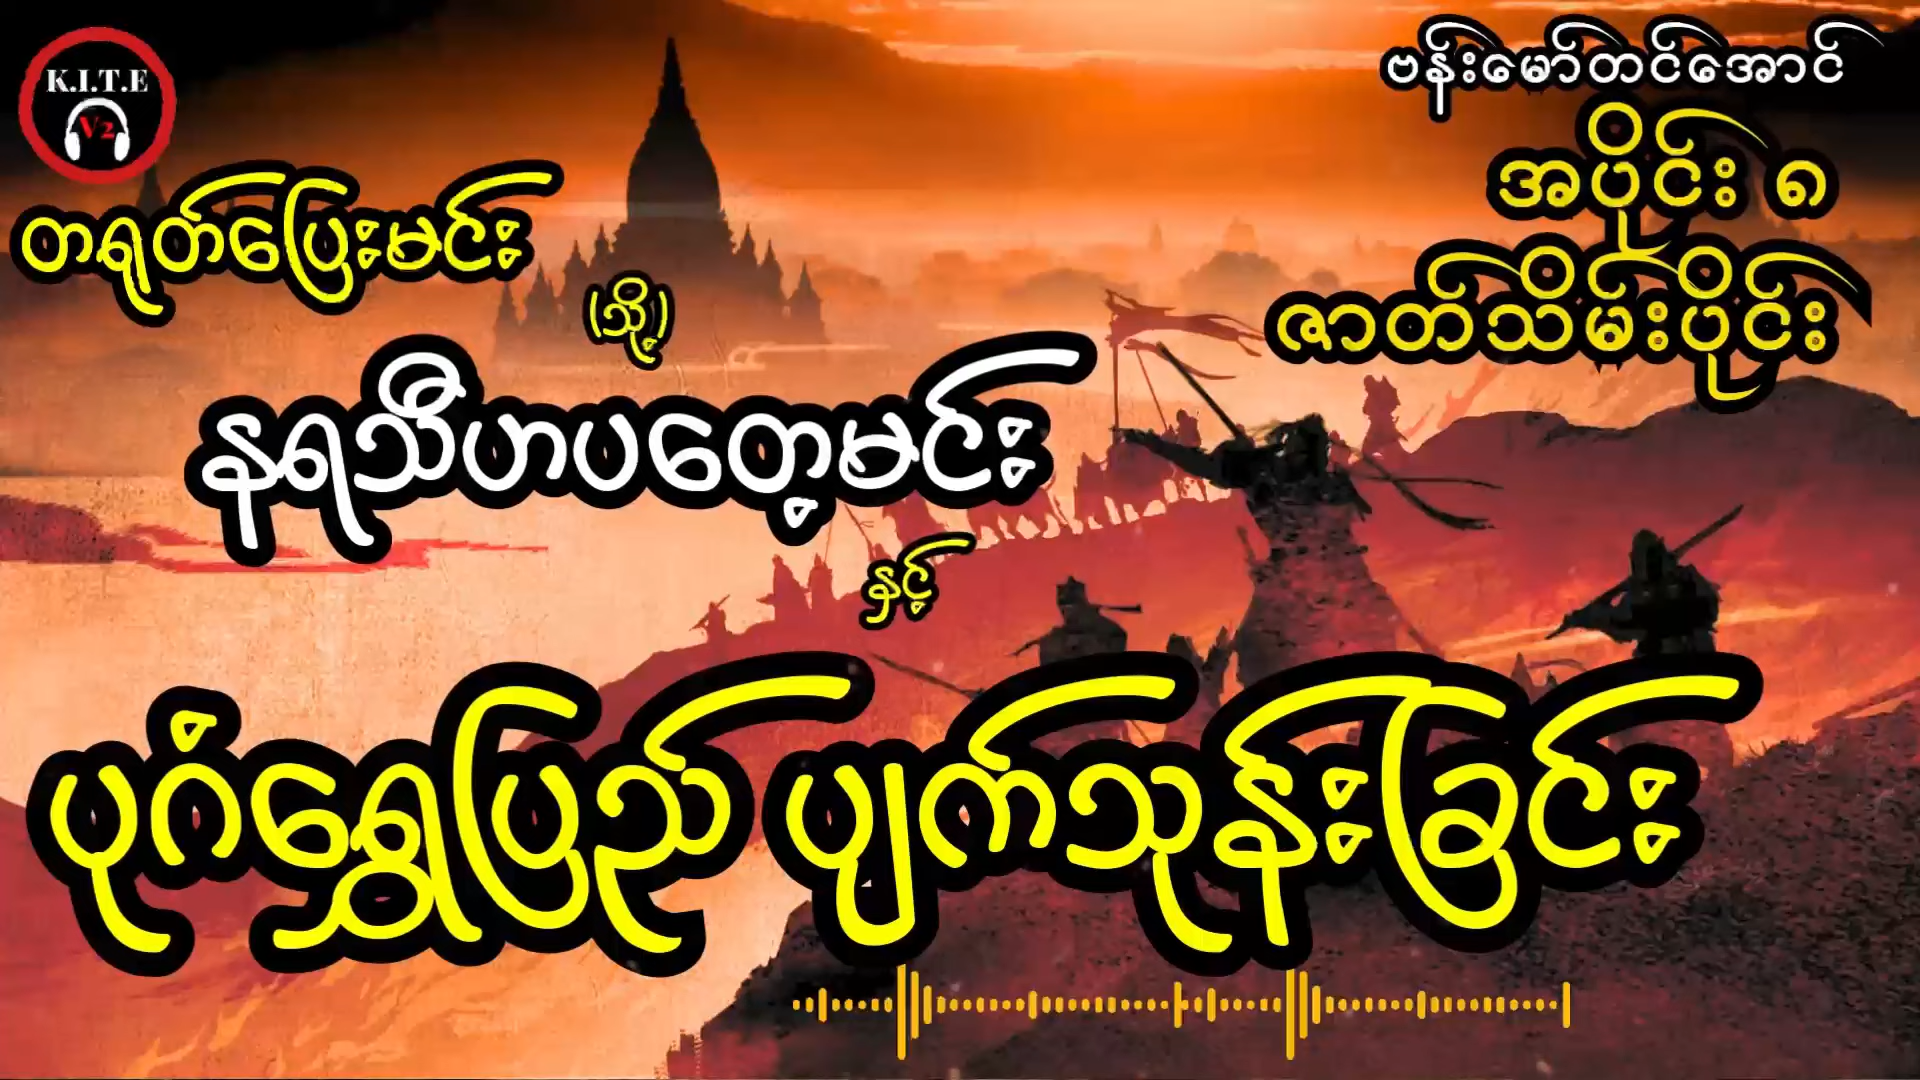 K.I.T.E
V2
ဗန်းမော်တင်အောင်
အပိုင်း ၈
ဇာတ်သိမ်းပိုင်း
တရုတ်ပြေးမင်း
(သို့)
နရသီဟပတေ့မင်း
နှင့်
ပုဂံရွှေပြည် ပျက်သုန်းခြင်း